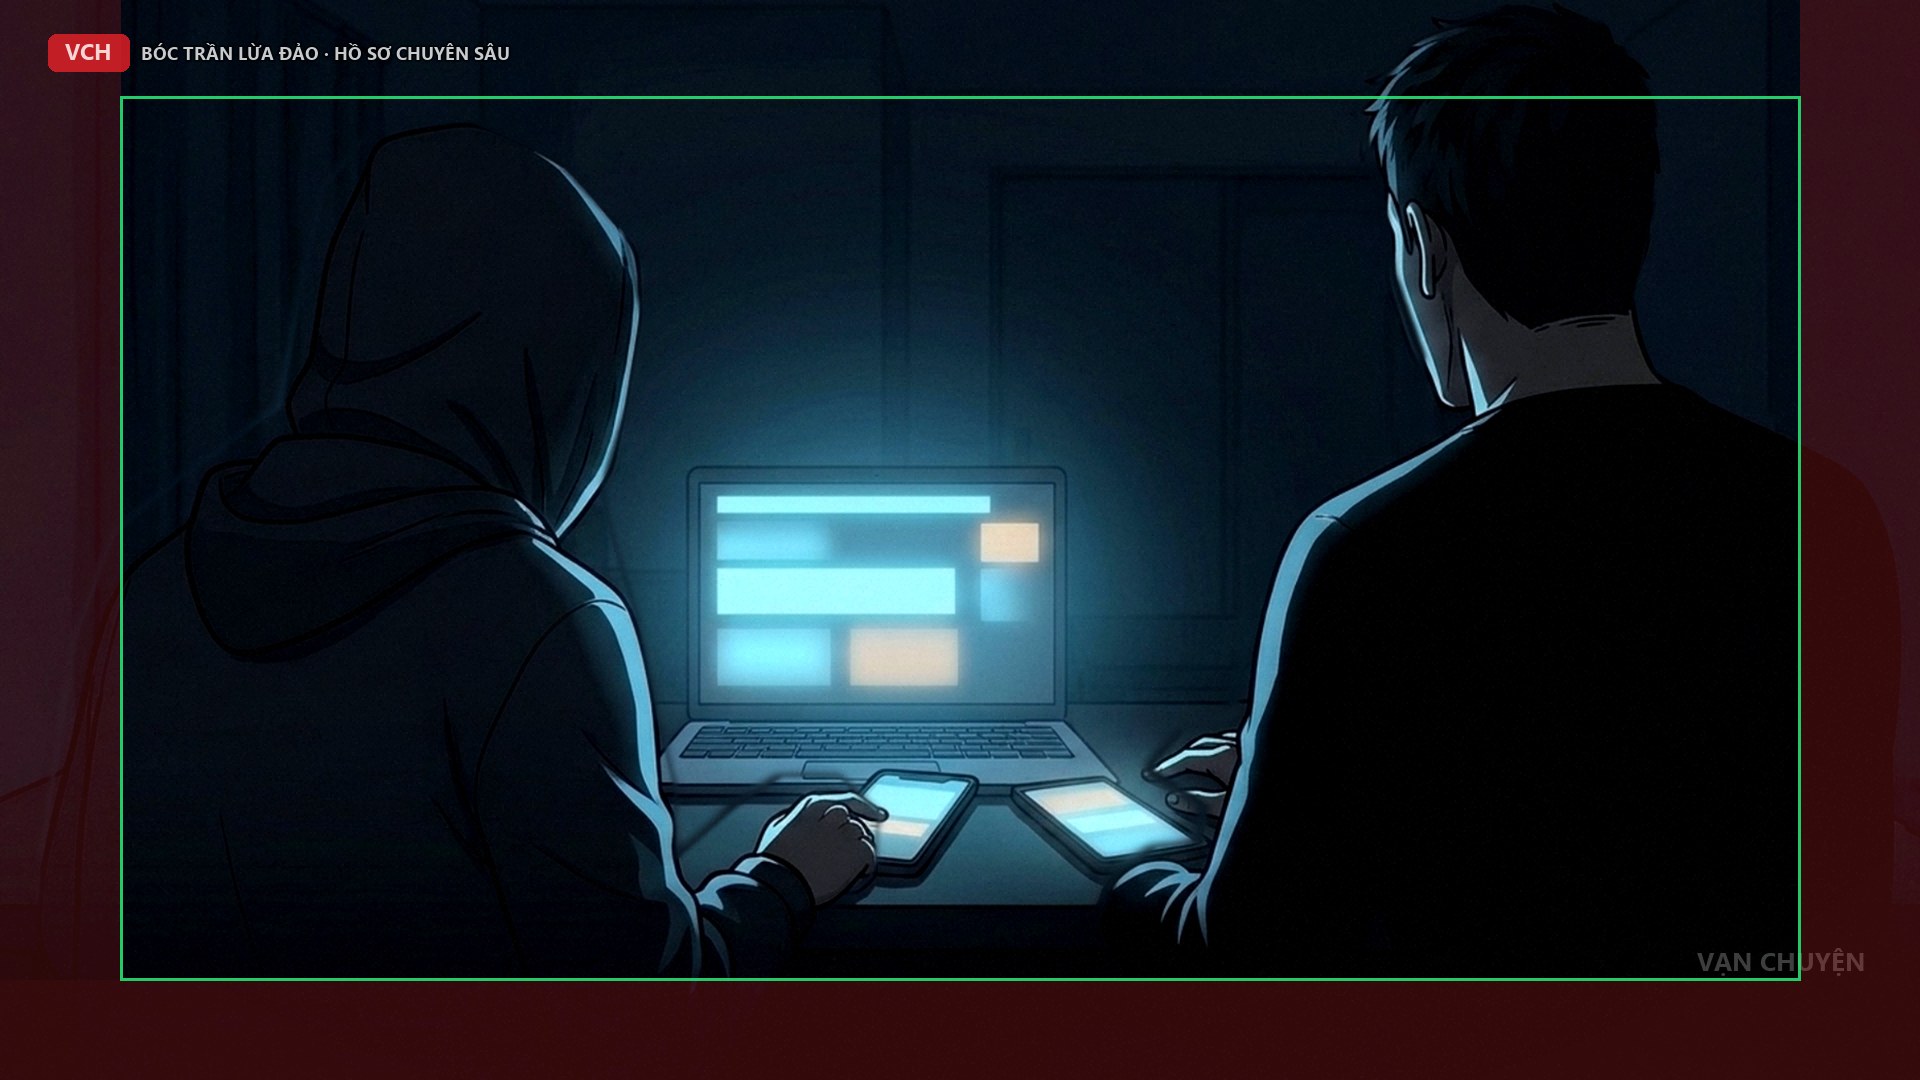 VCH
BÓC TRẦN LỪA ĐẢO · HỒ SƠ CHUYÊN SÂU
VẠN CHUYỆN